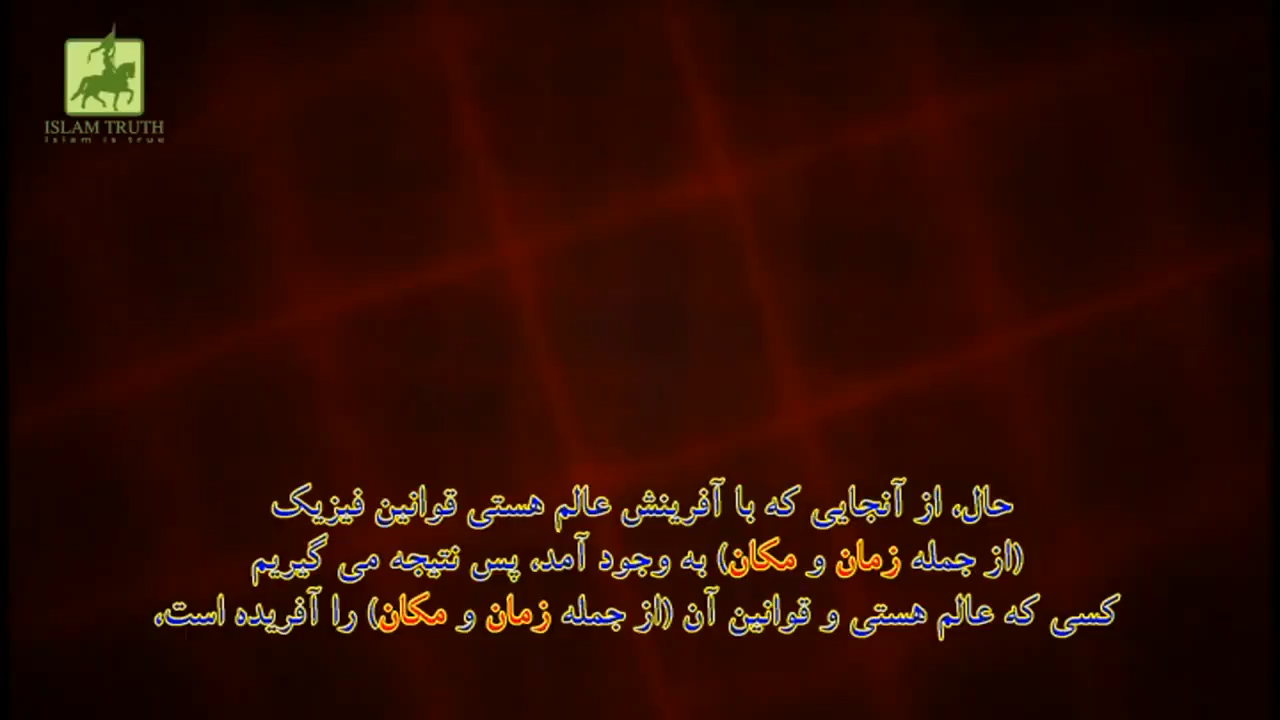 ISLAM TRUTH
islam is true
حال، از آنجایی که با آفرینش عالم هستی قوانین فیزیک
(از جمله زمان و مکان) به وجود آمد، پس نتیجه می گیریم
کسی که عالم هستی و قوانین آن (از جمله زمان و مکان) را آفریده است،